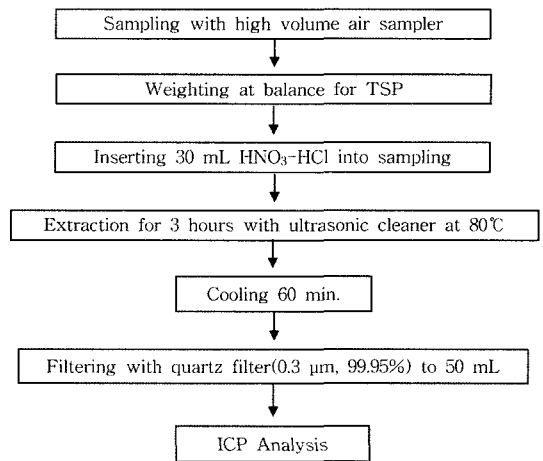 Sampling with high volume air sampler
Weighting at balance for TSP
Inserting 30 mL HNO₃-HCl into sampling
Extraction for 3 hours with ultrasonic cleaner at 80℃
Cooling 60 min.
Filtering with quartz filter(0.3 μm, 99.95%) to 50 mL
ICP Analysis